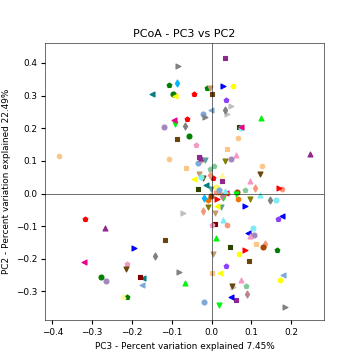 PCoA - PC3 vs PC2
PC2 - Percent variation explained 22.49%
0.4
0.3
0.2
0.1
0.0
−0.1
−0.2
−0.3
−0.4 −0.3 −0.2 −0.1 0.0 0.1 0.2
PC3 - Percent variation explained 7.45%